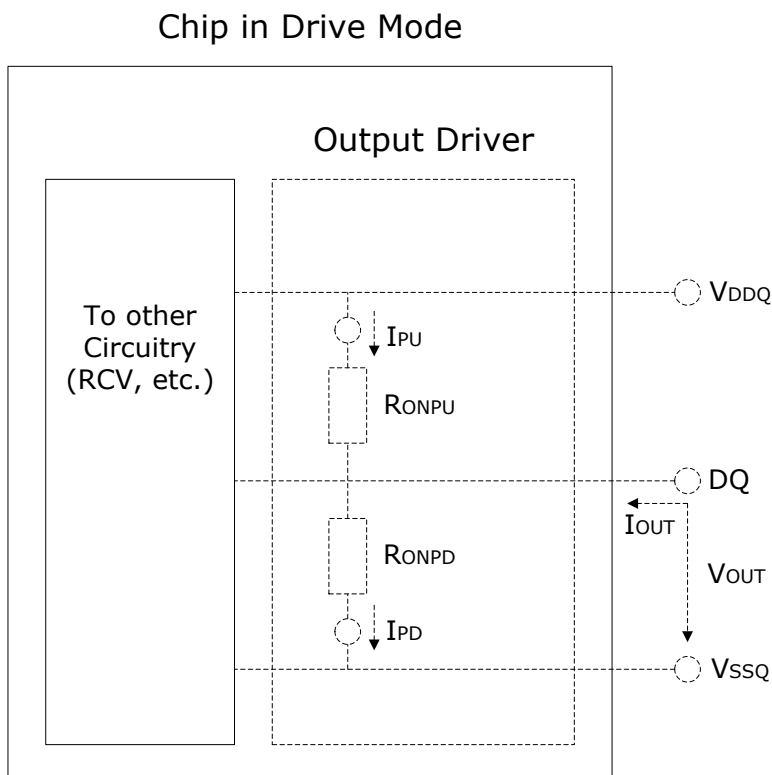 Chip in Drive Mode
Output Driver
To other
Circuitry
(RCV, etc.)
VDDQ
IPU
RONPU
DQ
IOUT
RONPD
VOUT
IPD
VSSQ